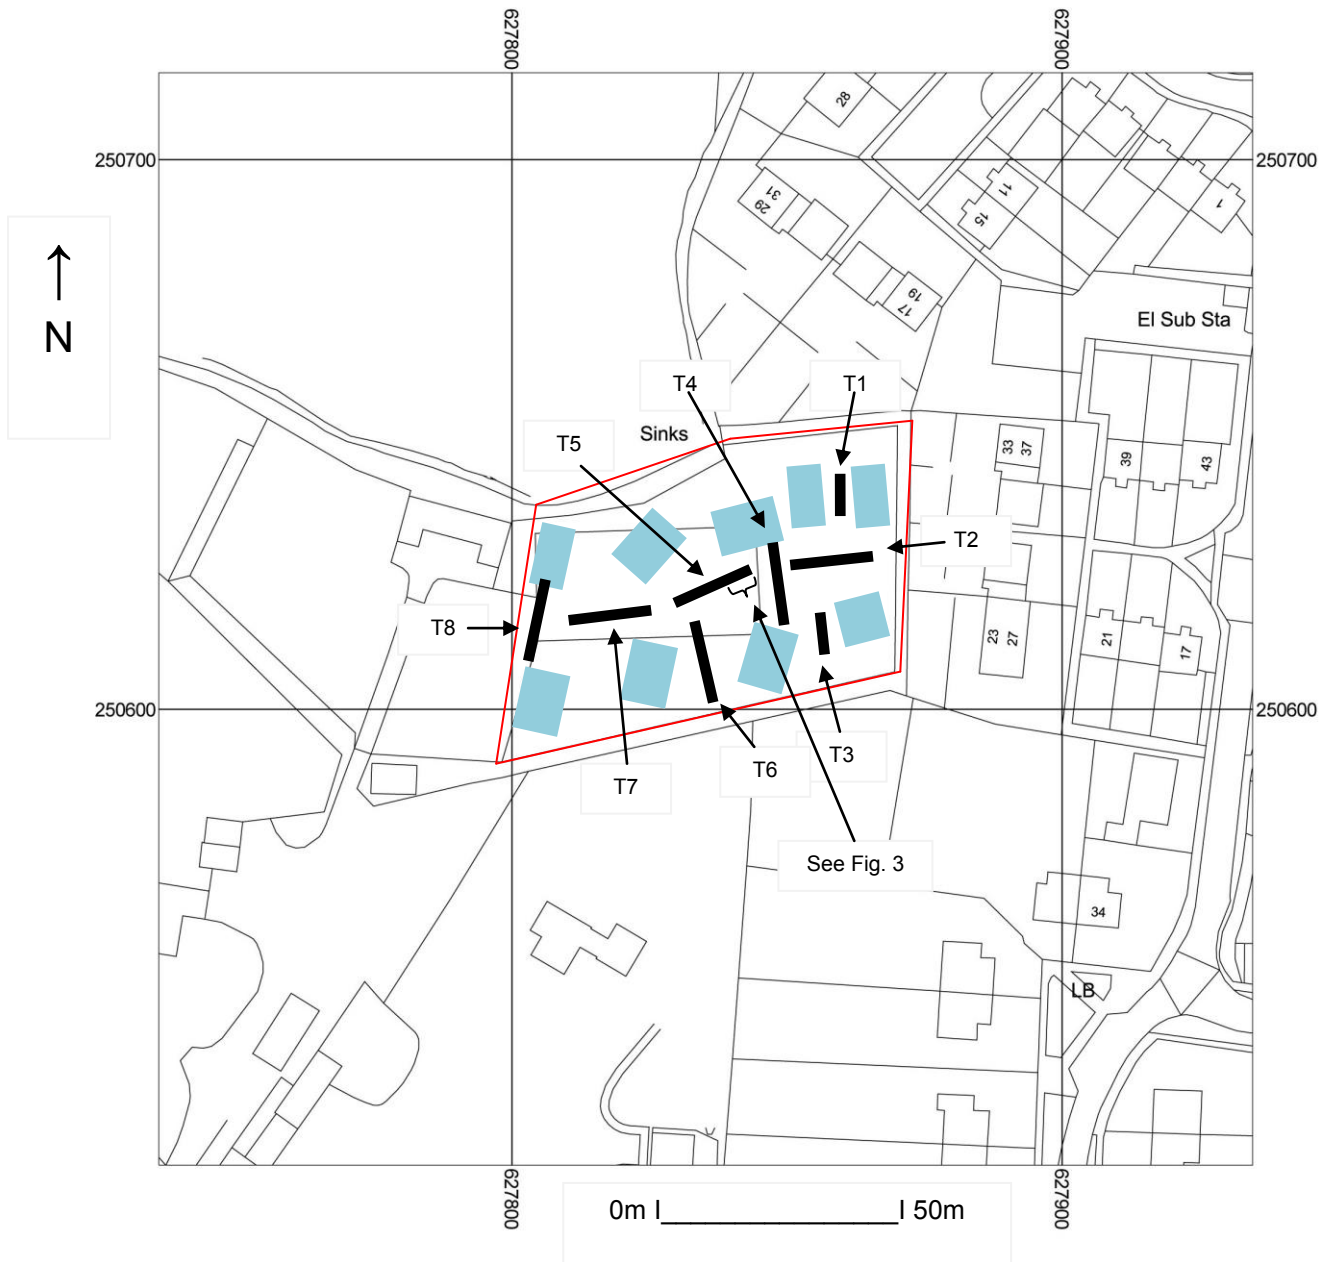 627800
627900
28
250700
250700
31
29
11
15
1
19
17
N
El Sub Sta
T4
T1
Sinks
T5
33
37
39
43
T2
T8
23
27
21
17
250600
250600
T7
T6
T3
See Fig. 3
34
LB
627800
627900
0m I____________________I 50m